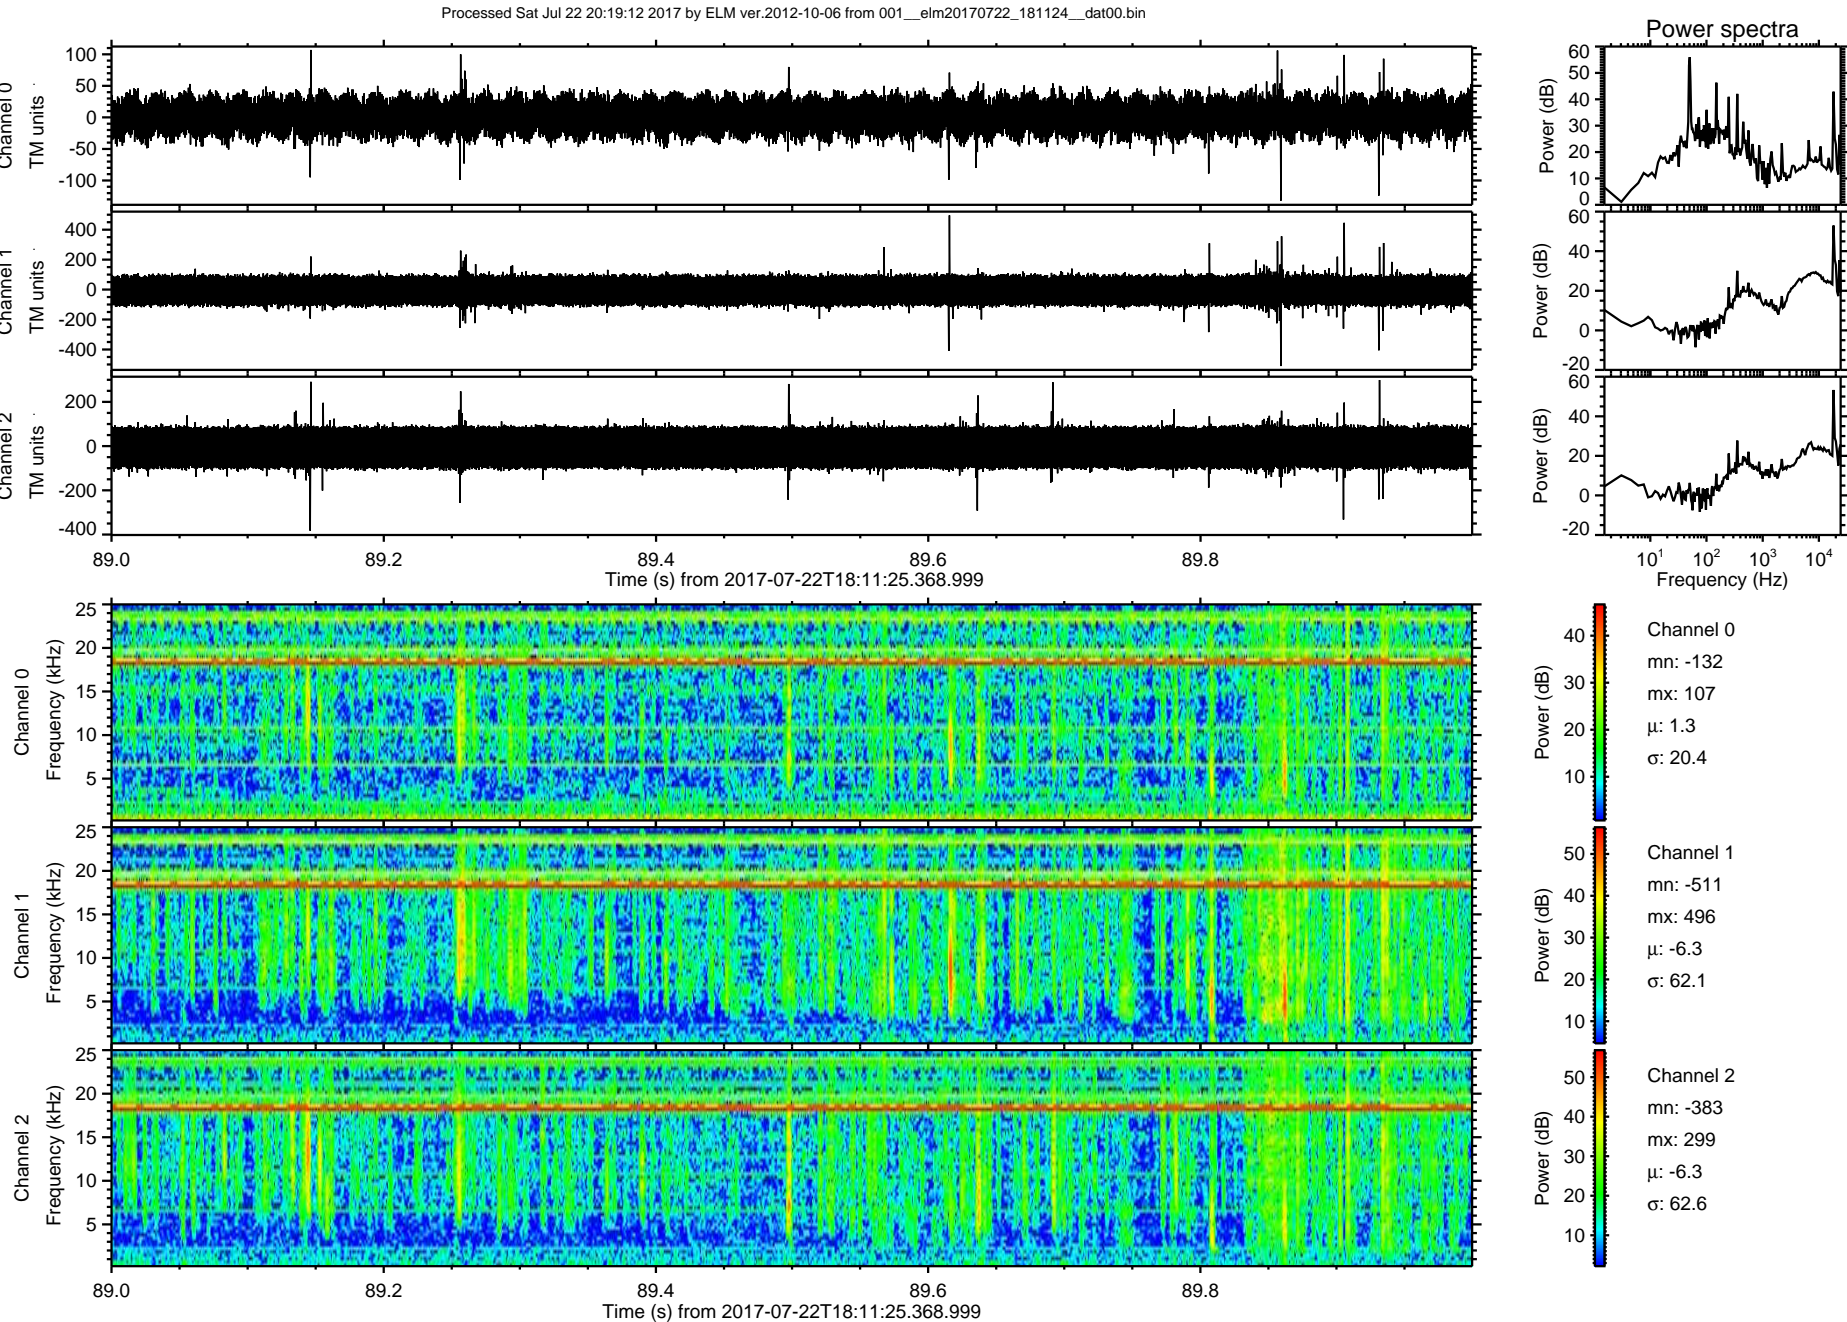 Processed Sat Jul 22 20:19:12 2017 by ELM ver.2012-10-06 from 001__elm20170722_181124__dat00.bin
Power spectra
Channel 0
TM units
100
50
0
-50
-100
Power (dB)
60
50
40
30
20
10
0
Channel 1
TM units
400
200
0
-200
-400
Power (dB)
60
40
20
0
-20
Channel 2
TM units
200
0
-200
-400
Power (dB)
60
40
20
0
-20
89.0 89.2 89.4 89.6 89.8
Time (s) from 2017-07-22T18:11:25.368.999
10^1 10^2 10^3 10^4
Frequency (Hz)
Channel 0
Frequency (kHz)
25
20
15
10
5
Power (dB)
40
30
20
10
Channel 0
mn: -132
mx: 107
μ: 1.3
σ: 20.4
Channel 1
Frequency (kHz)
25
20
15
10
5
Power (dB)
50
40
30
20
10
Channel 1
mn: -511
mx: 496
μ: -6.3
σ: 62.1
Channel 2
Frequency (kHz)
25
20
15
10
5
Power (dB)
50
40
30
20
10
Channel 2
mn: -383
mx: 299
μ: -6.3
σ: 62.6
89.0 89.2 89.4 89.6 89.8
Time (s) from 2017-07-22T18:11:25.368.999